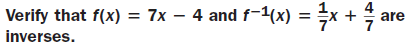 Verify that f(x) = 7x − 4 and f⁻¹(x) = 1/7x + 4/7 are
inverses.